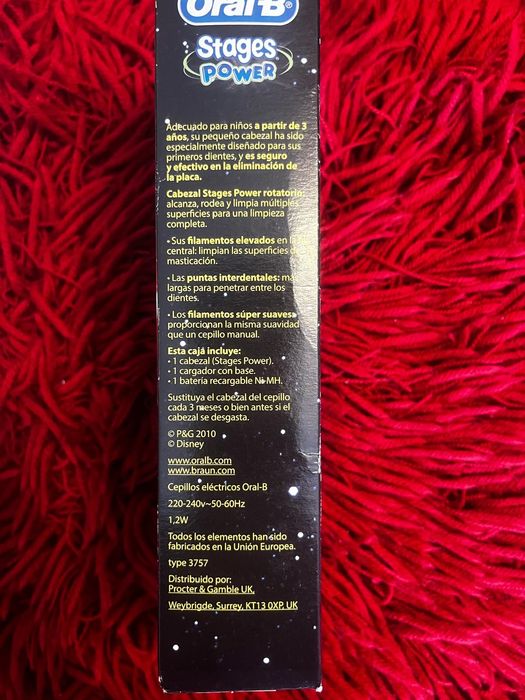 Oral-B®
Stages
POWER
Adecuado para niños a partir de 3
años, su pequeño cabezal ha sido
especialmente diseñado para sus
primeros dientes, y es seguro
y efectivo en la eliminación de
la placa.
Cabezal Stages Power rotatorio:
alcanza, rodea y limpia múltiples
superficies para una limpieza
completa.
• Sus filamentos elevados en la
central: limpian las superficies de
masticación.
• Las puntas interdentales: más
largas para penetrar entre los
dientes.
• Los filamentos súper suaves:
proporcionan la misma suavidad
que un cepillo manual.
Esta caja incluye:
• 1 cabezal (Stages Power).
• 1 cargador con base.
• 1 batería recargable Ni-MH.
Sustituya el cabezal del cepillo
cada 3 meses o bien antes si el
cabezal se desgasta.
© P&G 2010
© Disney
www.oralb.com
www.braun.com
Cepillos eléctricos Oral-B
220-240v~50-60Hz
1,2W
Todos los elementos han sido
fabricados en la Unión Europea.
type 3757
Distribuido por:
Procter & Gamble UK,
Weybrigde, Surrey, KT13 0XP, UK